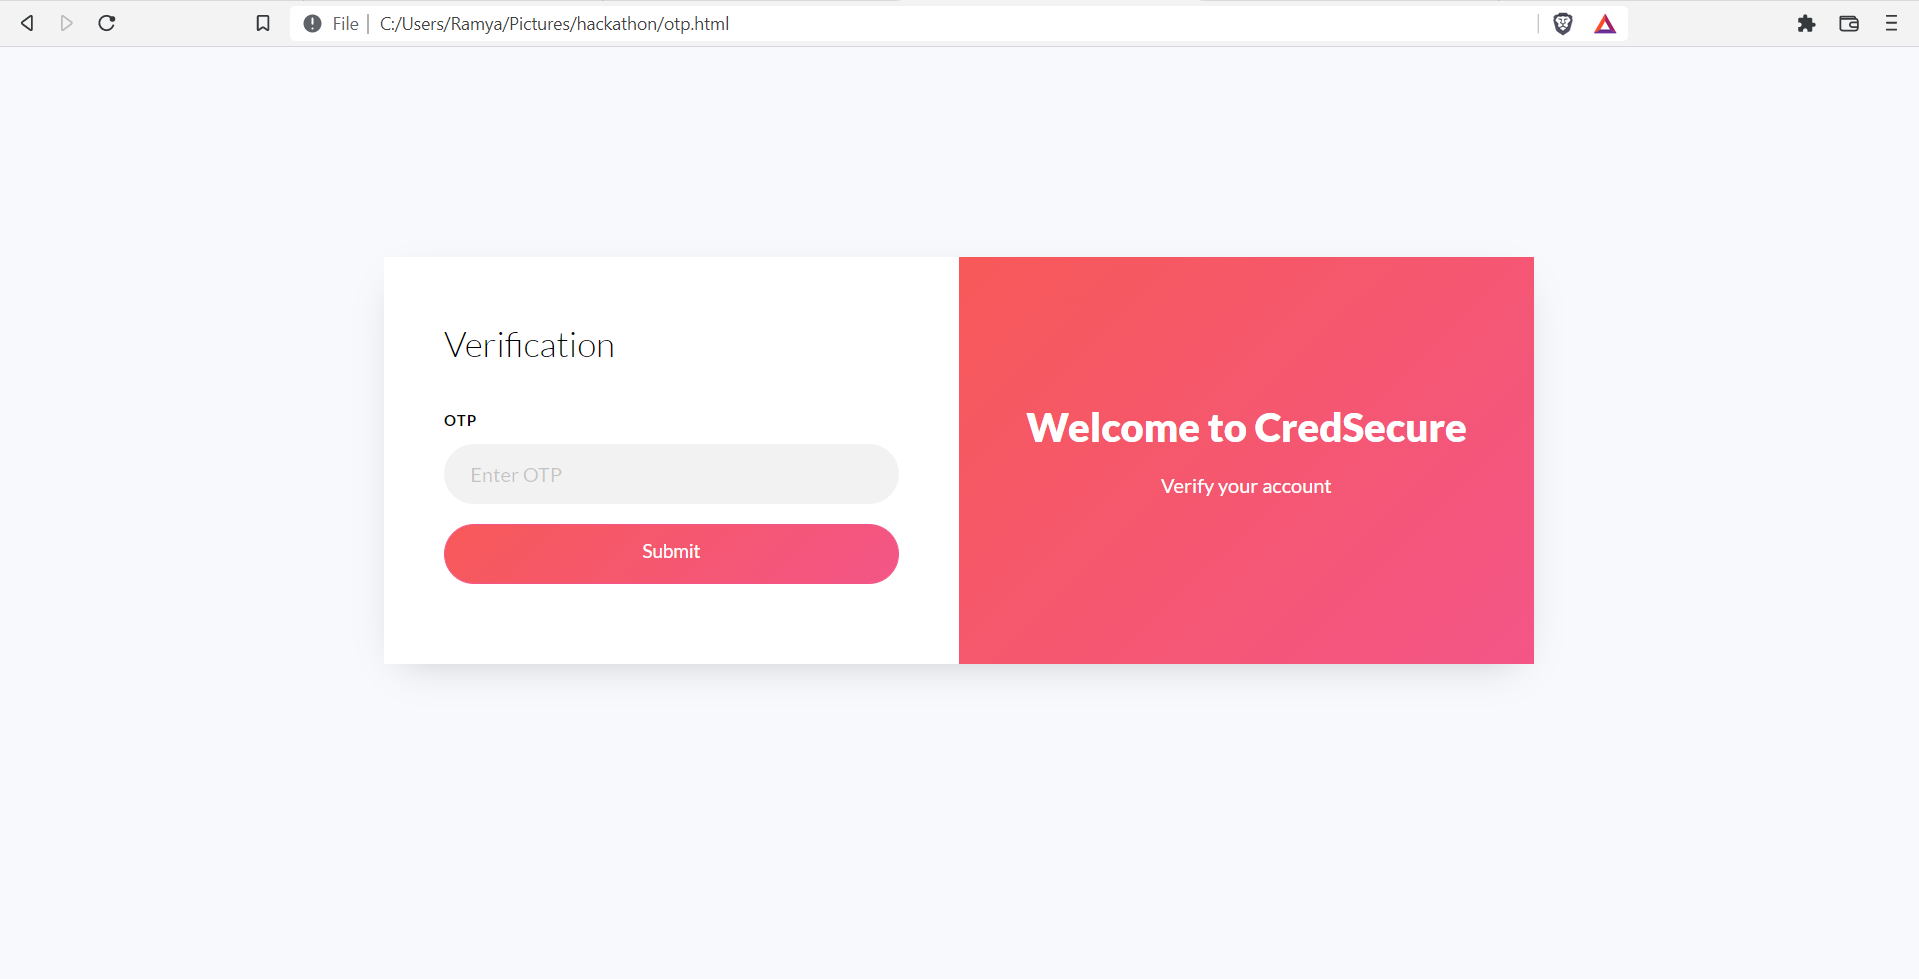 File | C:/Users/Ramya/Pictures/hackathon/otp.html
Verification
OTP
Enter OTP
Submit
Welcome to CredSecure
Verify your account